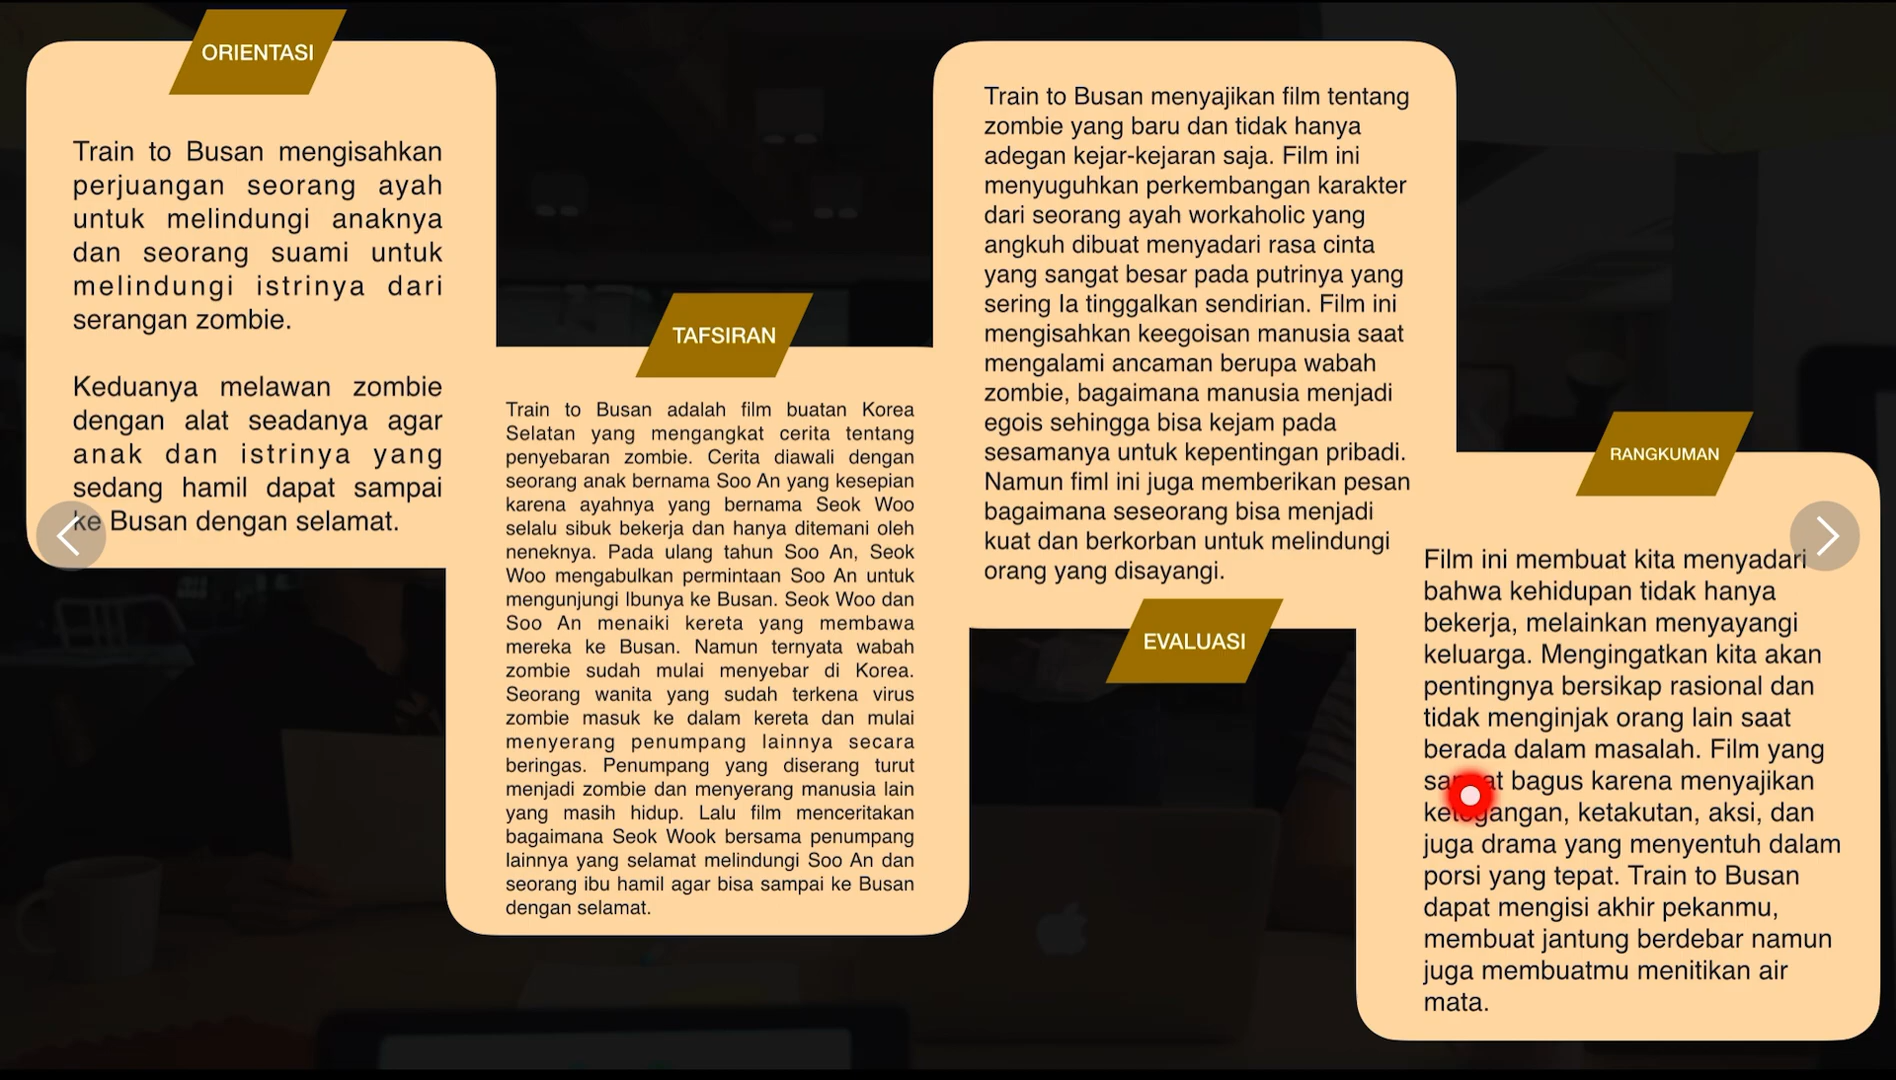 ORIENTASI
Train to Busan mengisahkan
perjuangan seorang ayah
untuk melindungi anaknya
dan seorang suami untuk
melindungi istrinya dari
serangan zombie.
Keduanya melawan zombie
dengan alat seadanya agar
anak dan istrinya yang
sedang hamil dapat sampai
ke Busan dengan selamat.
TAFSIRAN
Train to Busan adalah film buatan Korea
Selatan yang mengangkat cerita tentang
penyebaran zombie. Cerita diawali dengan
seorang anak bernama Soo An yang kesepian
karena ayahnya yang bernama Seok Woo
selalu sibuk bekerja dan hanya ditemani oleh
neneknya. Pada ulang tahun Soo An, Seok
Woo mengabulkan permintaan Soo An untuk
mengunjungi Ibunya ke Busan. Seok Woo dan
Soo An menaiki kereta yang membawa
mereka ke Busan. Namun ternyata wabah
zombie sudah mulai menyebar di Korea.
Seorang wanita yang sudah terkena virus
zombie masuk ke dalam kereta dan mulai
menyerang penumpang lainnya secara
beringas. Penumpang yang diserang turut
menjadi zombie dan menyerang manusia lain
yang masih hidup. Lalu film menceritakan
bagaimana Seok Wook bersama penumpang
lainnya yang selamat melindungi Soo An dan
seorang ibu hamil agar bisa sampai ke Busan
dengan selamat.
Train to Busan menyajikan film tentang
zombie yang baru dan tidak hanya
adegan kejar-kejaran saja. Film ini
menyuguhkan perkembangan karakter
dari seorang ayah workaholic yang
angkuh dibuat menyadari rasa cinta
yang sangat besar pada putrinya yang
sering Ia tinggalkan sendirian. Film ini
mengisahkan keegoisan manusia saat
mengalami ancaman berupa wabah
zombie, bagaimana manusia menjadi
egois sehingga bisa kejam pada
sesamanya untuk kepentingan pribadi.
Namun fiml ini juga memberikan pesan
bagaimana seseorang bisa menjadi
kuat dan berkorban untuk melindungi
orang yang disayangi.
EVALUASI
RANGKUMAN
Film ini membuat kita menyadari
bahwa kehidupan tidak hanya
bekerja, melainkan menyayangi
keluarga. Mengingatkan kita akan
pentingnya bersikap rasional dan
tidak menginjak orang lain saat
berada dalam masalah. Film yang
sangat bagus karena menyajikan
ketegangan, ketakutan, aksi, dan
juga drama yang menyentuh dalam
porsi yang tepat. Train to Busan
dapat mengisi akhir pekanmu,
membuat jantung berdebar namun
juga membuatmu menitikan air
mata.